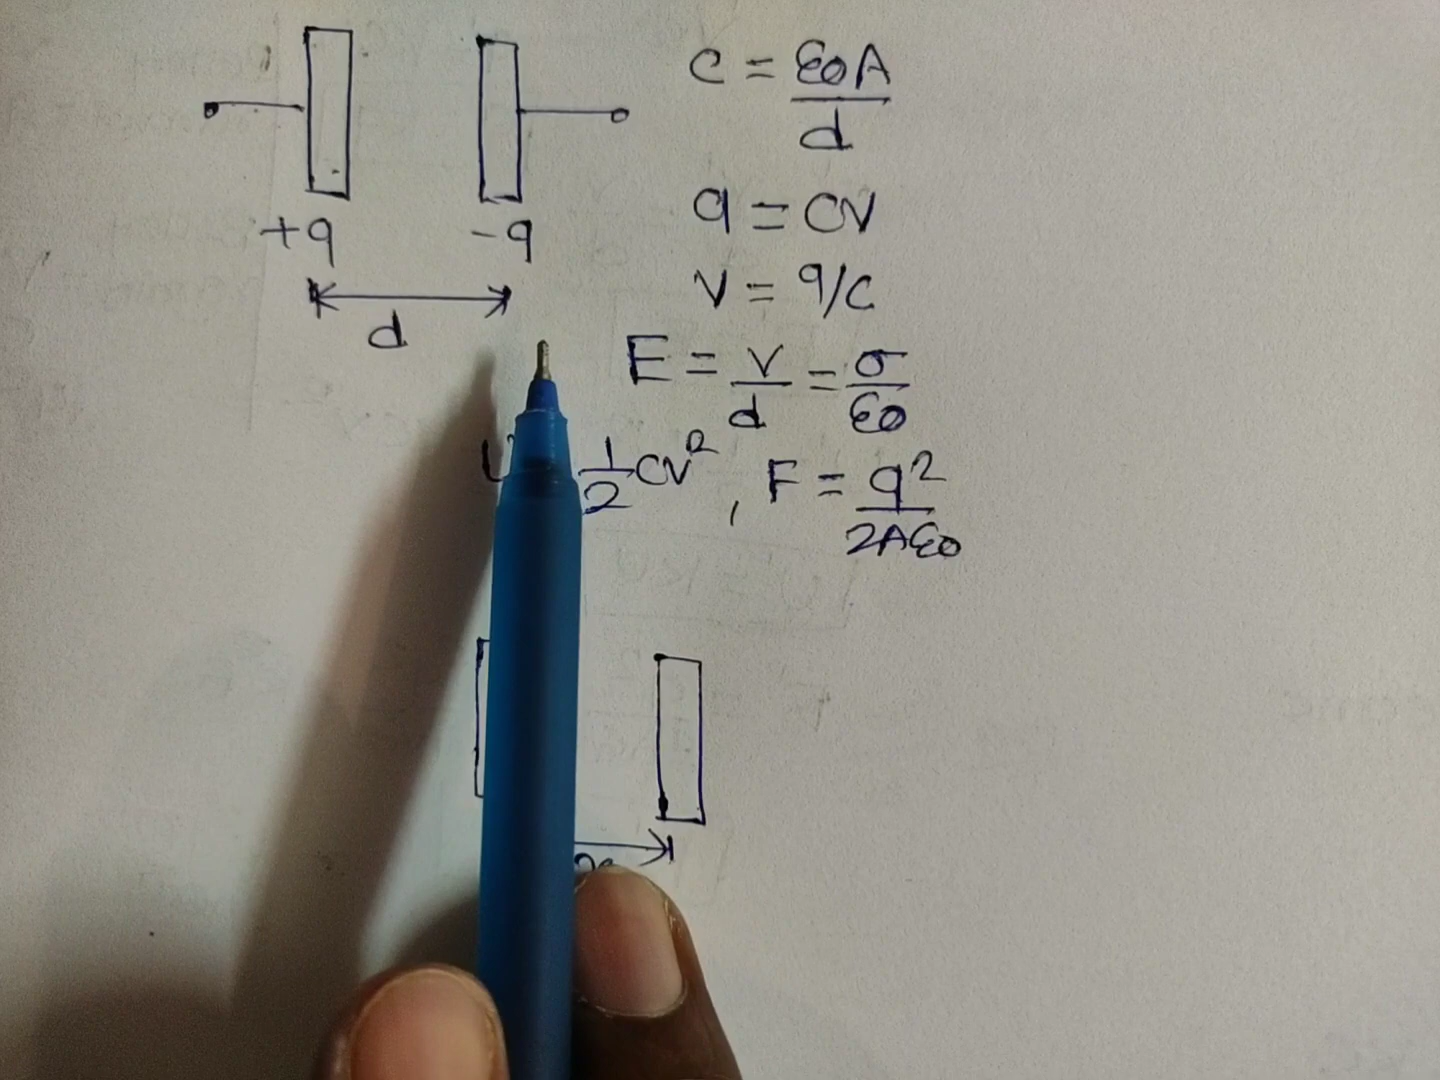 +q -q
d
C = ε0A/d
q = CV
V = q/C
E = V/d = σ/ε0
U 1/2 CV², F = q²/2Aε0